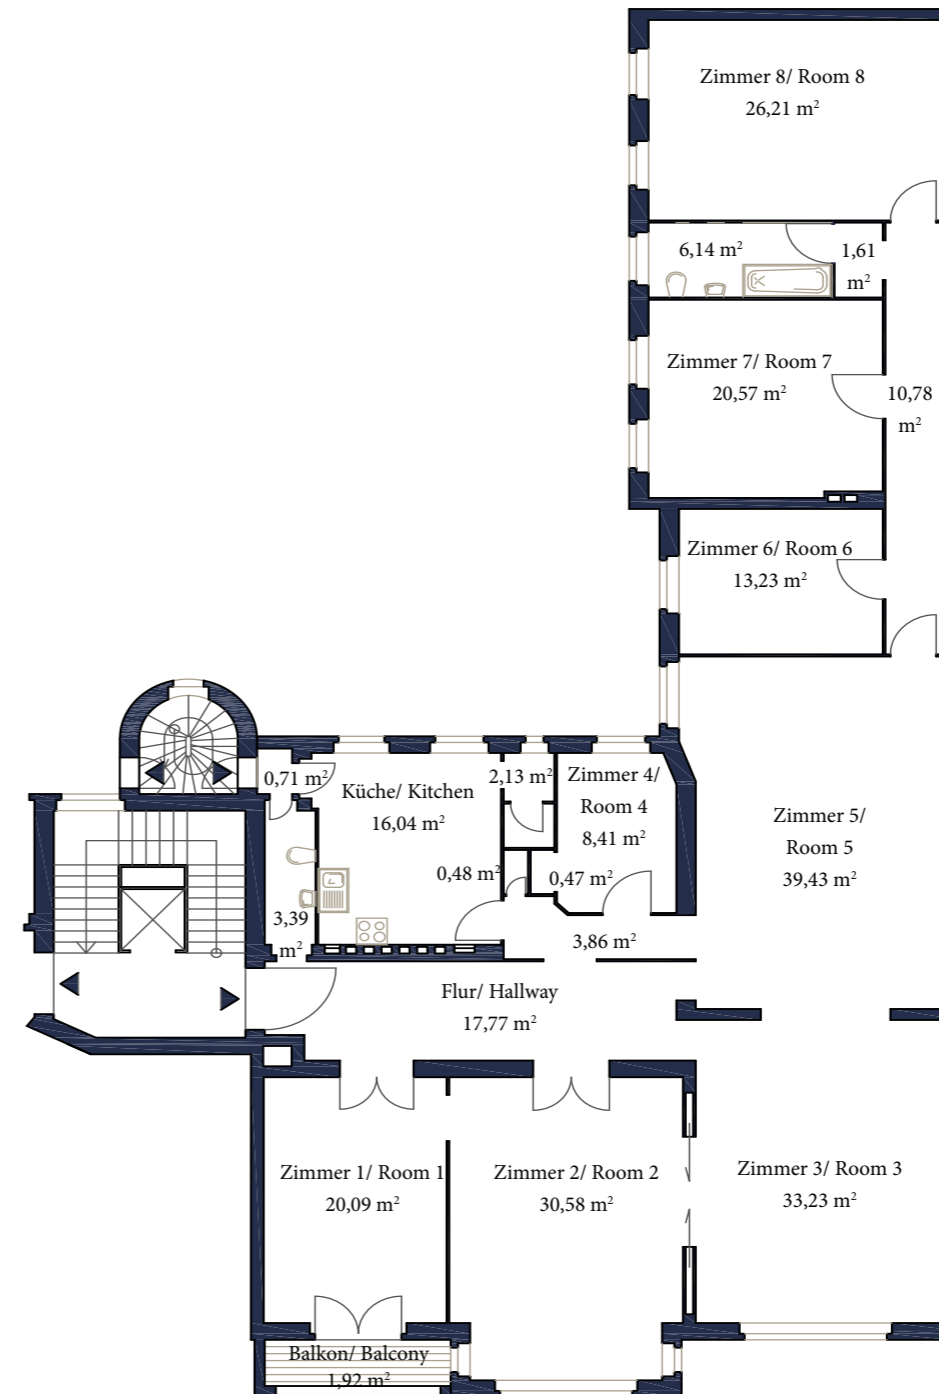 Zimmer 8/ Room 8
26,21 m²
6,14 m²
1,61
m²
Zimmer 7/ Room 7
20,57 m²
10,78
m²
Zimmer 6/ Room 6
13,23 m²
0,71 m²
Küche/ Kitchen
16,04 m²
2,13 m²
Zimmer 4/
Room 4
8,41 m²
Zimmer 5/
Room 5
39,43 m²
0,48 m²
0,47 m²
3,39
m²
3,86 m²
Flur/ Hallway
17,77 m²
Zimmer 1/ Room 1
20,09 m²
Zimmer 2/ Room 2
30,58 m²
Zimmer 3/ Room 3
33,23 m²
Balkon/ Balcony
1,92 m²